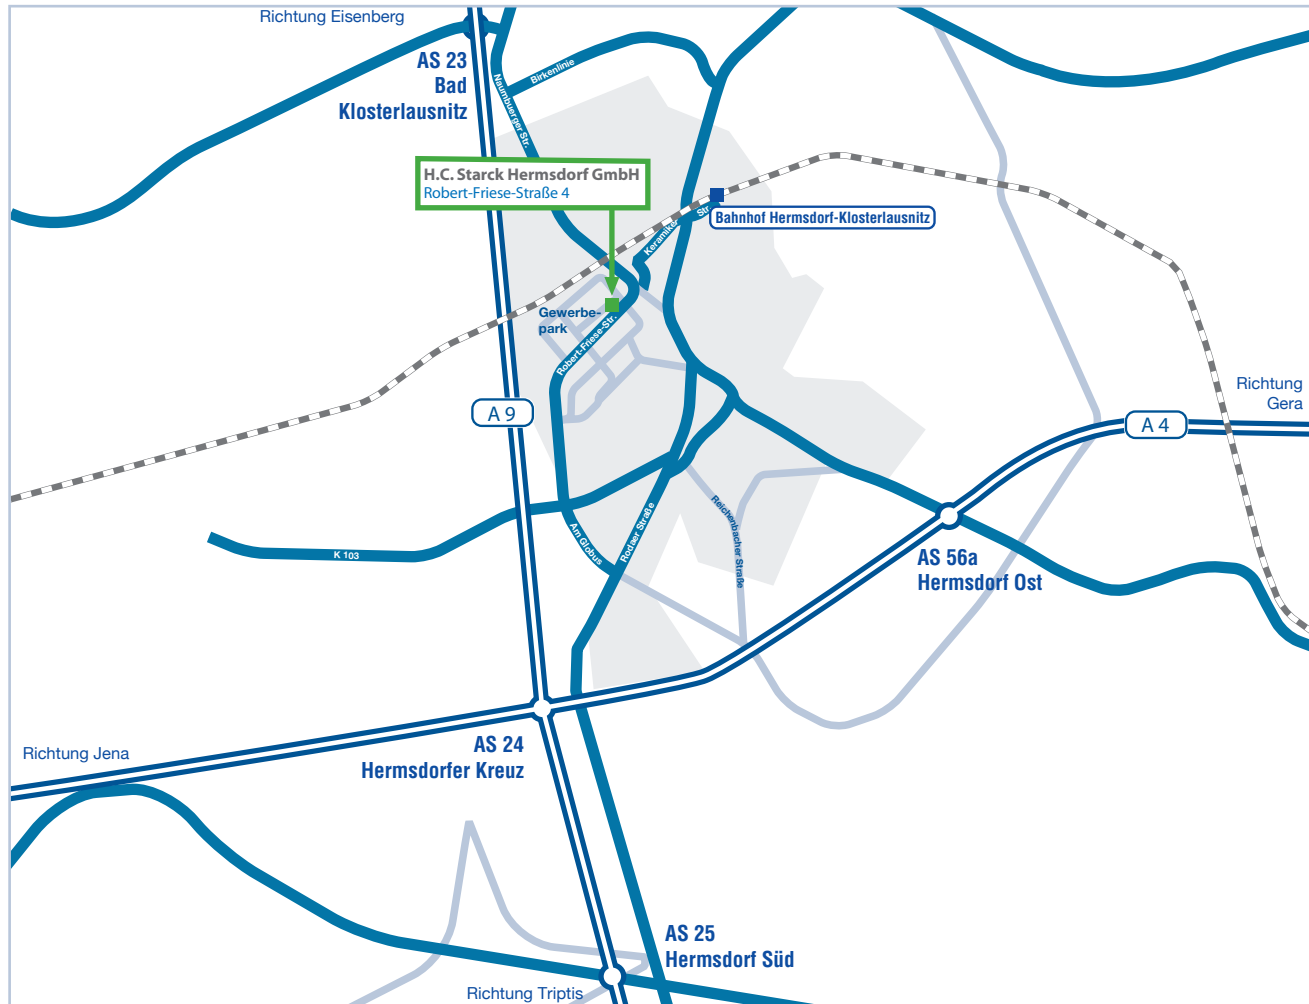 Richtung Eisenberg
AS 23
Bad
Klosterlausnitz
Birkenlinie
Naumbuerger Str.
H.C. Starck Hermsdorf GmbH
Robert-Friese-Straße 4
Keramiker Str.
Bahnhof Hermsdorf-Klosterlausnitz
Gewerbe-
park
Robert-Friese-Str.
A 9
Richtung
Gera
A 4
Reichenbacher Straße
Rodaer Straße
Am Globus
K 103
AS 56a
Hermsdorf Ost
AS 24
Hermsdorfer Kreuz
Richtung Jena
AS 25
Hermsdorf Süd
Richtung Triptis